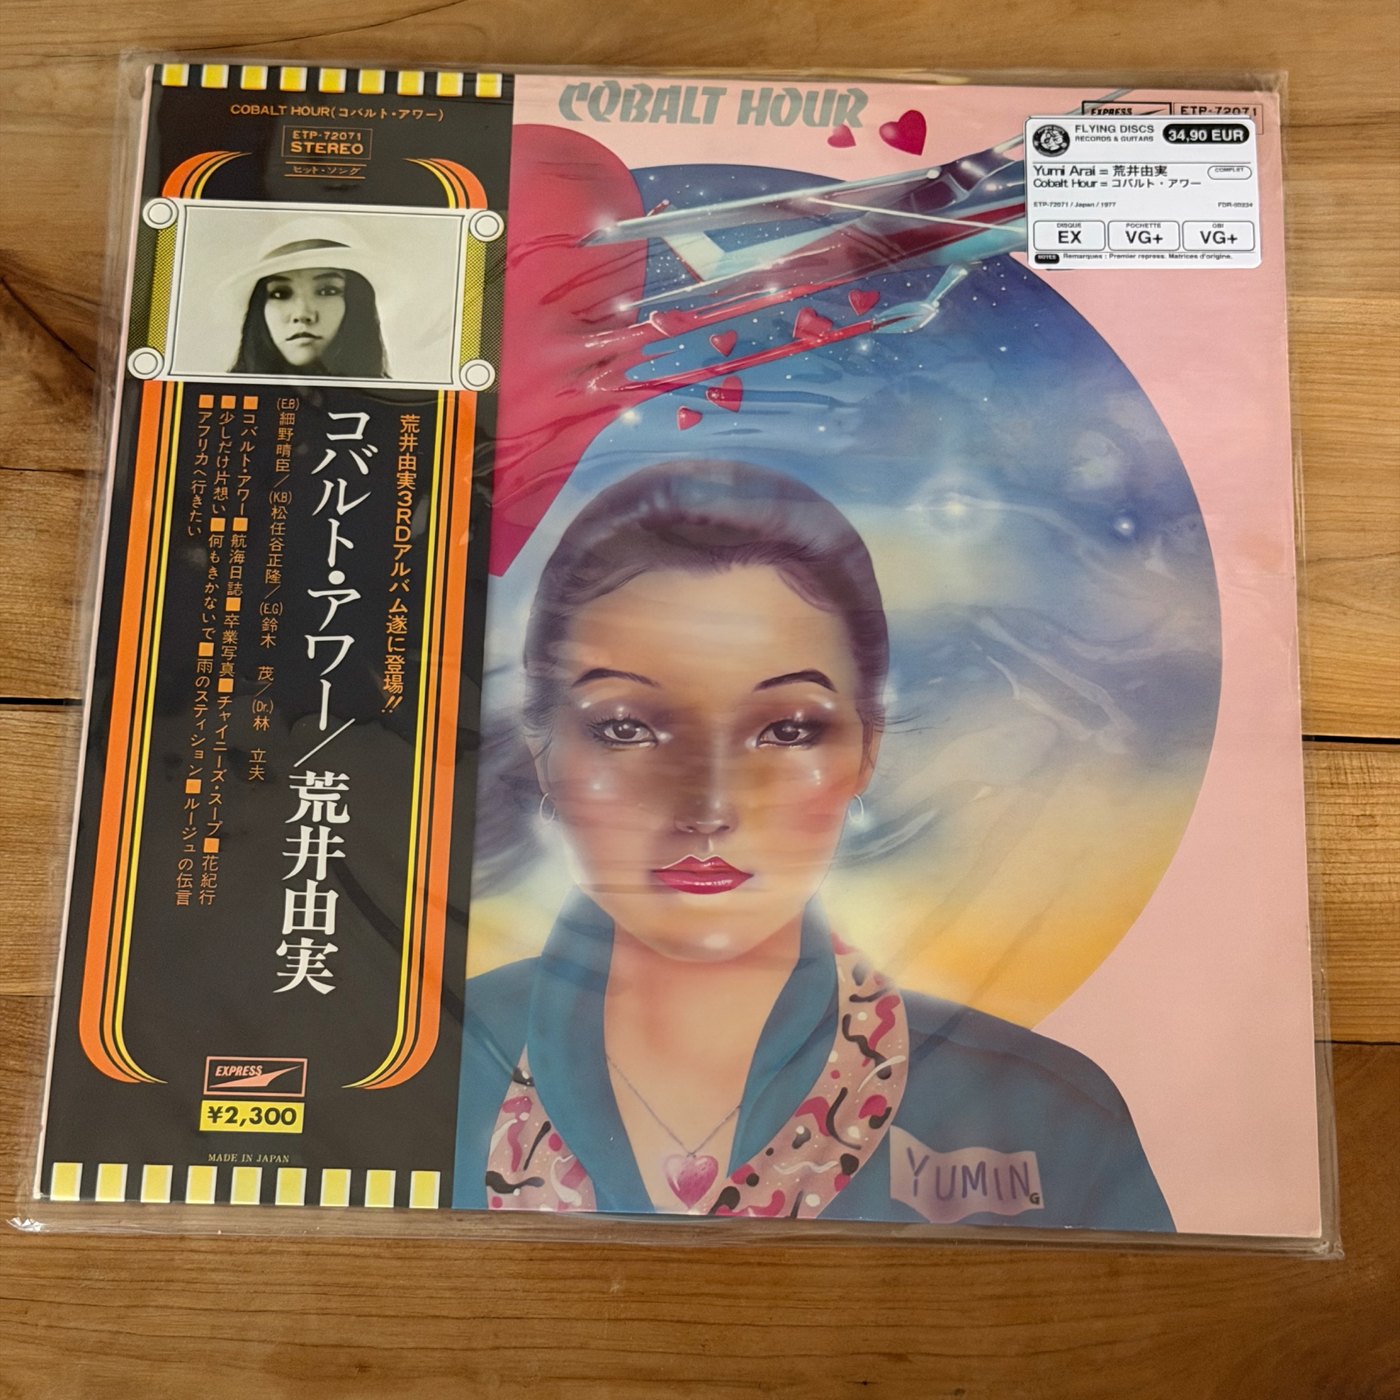 COBALT HOUR(コバルト・アワー)
ETP-72071
STEREO
ヒット・ソング
荒井由実3RDアルバム遂に登場!!
コバルト・アワー/荒井由実
(E.B)細野晴臣/(K.B)松任谷正隆/(E.G)鈴木 茂/(Dr.)林 立夫
■コバルト・アワー■航海日誌■卒業写真■チャイニーズ・スープ■花紀行
■少しだけ片想い■何もきかないで■雨のスティション■ルージュの伝言
■アフリカへ行きたい
EXPRESS
¥2,300
MADE IN JAPAN
COBALT HOUR
EXPRESS
ETP-72071
FLYING DISCS
RECORDS & GUITARS
34,90 EUR
Yumi Arai = 荒井由実
COMPLET
Cobalt Hour = コバルト・アワー
ETP-72071 / Japan / 1977
DISQUE
EX
POCHETTE
VG+
OBI
VG+
NOTES
Remarques : Premier repress. Matrices d'origine.
YUMIN
G